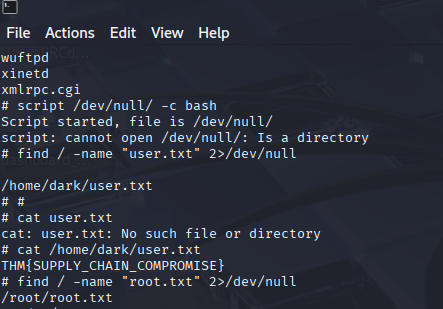 File Actions Edit View Help
wuftpd
xinetd
xmlrpc.cgi
# script /dev/null/ -c bash
Script started, file is /dev/null/
script: cannot open /dev/null/: Is a directory
# find / -name "user.txt" 2>/dev/null
/home/dark/user.txt
# #
# cat user.txt
cat: user.txt: No such file or directory
# cat /home/dark/user.txt
THM{SUPPLY_CHAIN_COMPROMISE}
# find / -name "root.txt" 2>/dev/null
/root/root.txt